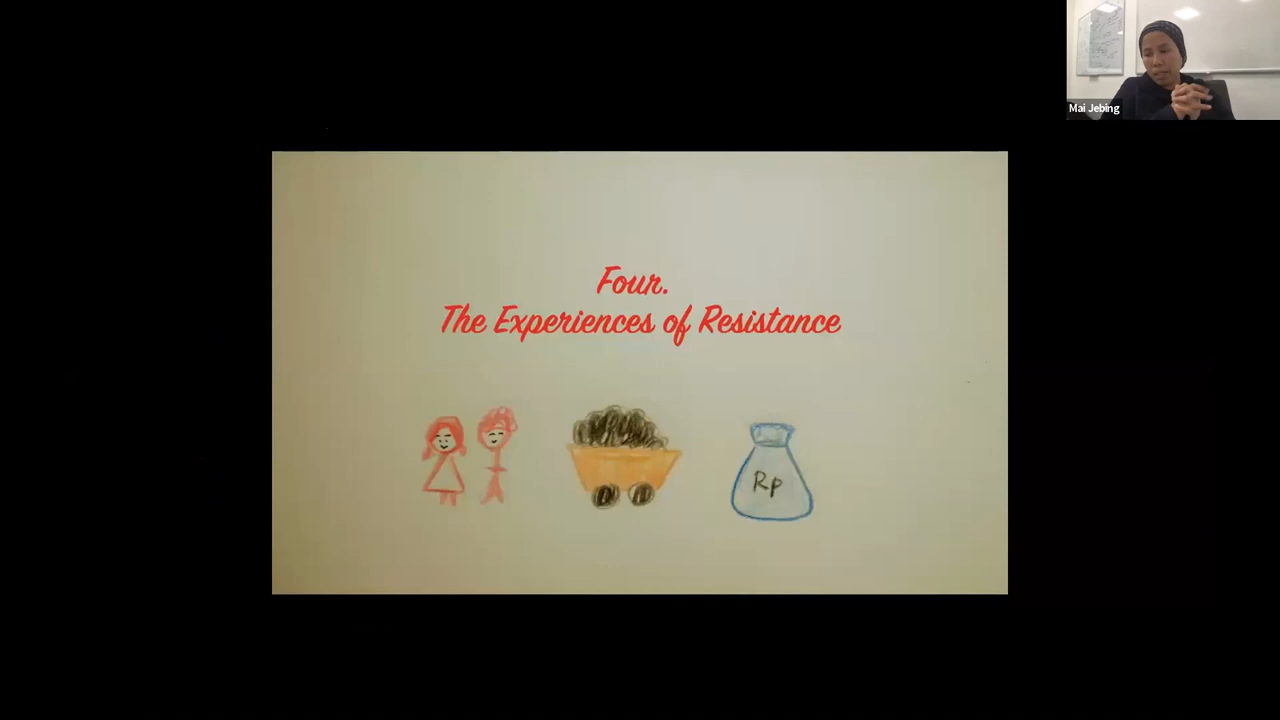 Mai Jebing
Four.
The Experiences of Resistance
Rp